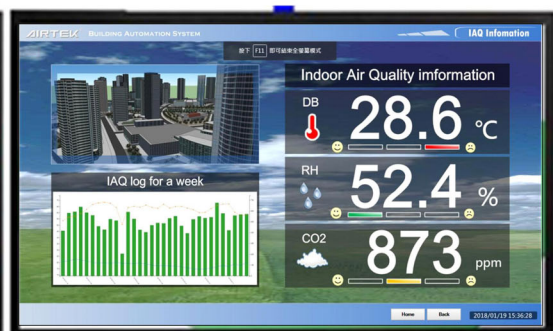 AIRTEK BUILDING AUTOMATION SYSTEM
IAQ Infomation
按下 F11 即可結束全螢幕模式
Indoor Air Quality imformation
DB
28.6 °C
IAQ log for a week
RH
52.4 %
CO2
873 ppm
Home Back 2018/01/19 15:36:28